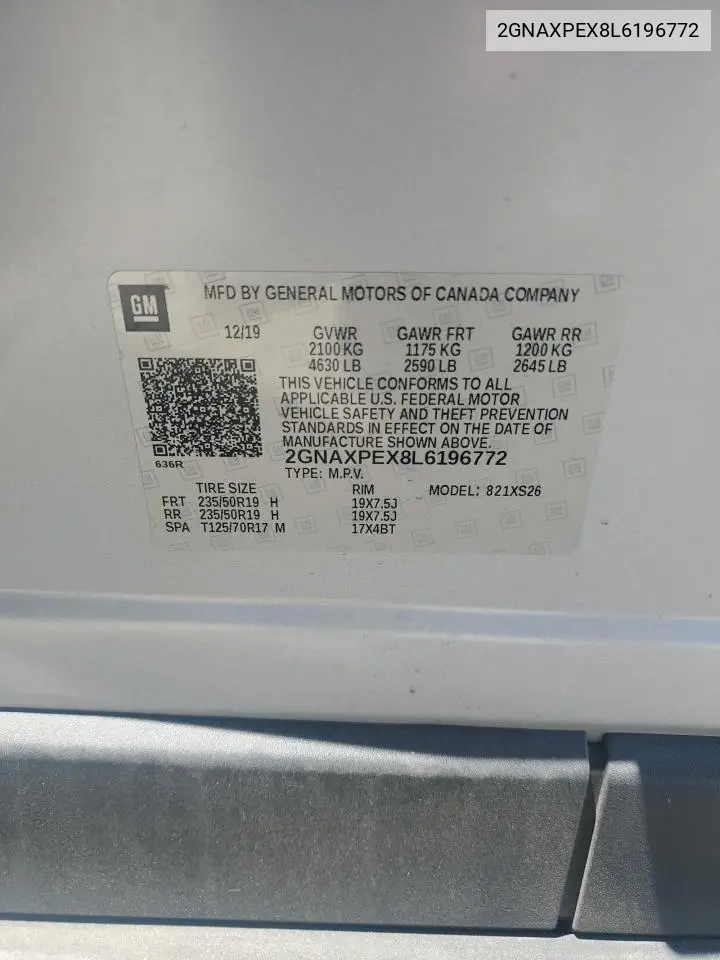 2GNAXPEX8L6196772
GM
MFD BY GENERAL MOTORS OF CANADA COMPANY
12/19 GVWR GAWR FRT GAWR RR
2100 KG 1175 KG 1200 KG
4630 LB 2590 LB 2645 LB
THIS VEHICLE CONFORMS TO ALL
APPLICABLE U.S. FEDERAL MOTOR
VEHICLE SAFETY AND THEFT PREVENTION
STANDARDS IN EFFECT ON THE DATE OF
MANUFACTURE SHOWN ABOVE.
636R 2GNAXPEX8L6196772
TYPE: M.P.V.
TIRE SIZE RIM MODEL: 821XS26
FRT 235/50R19 H 19X7.5J
RR 235/50R19 H 19X7.5J
SPA T125/70R17 M 17X4BT